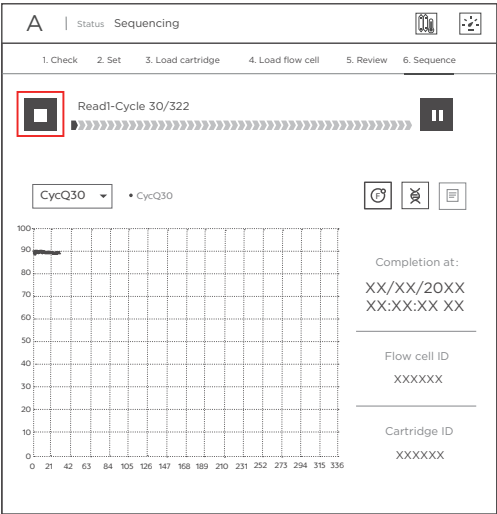 A | Status Sequencing
1. Check 2. Set 3. Load cartridge 4. Load flow cell 5. Review 6. Sequence
Read1-Cycle 30/322
CycQ30 • CycQ30
F
100
90
80
70
60
50
40
30
20
10
0
0 21 42 63 84 105 126 147 168 189 210 231 252 273 294 315 336
Completion at:
XX/XX/20XX
XX:XX:XX XX
Flow cell ID
XXXXXX
Cartridge ID
XXXXXX